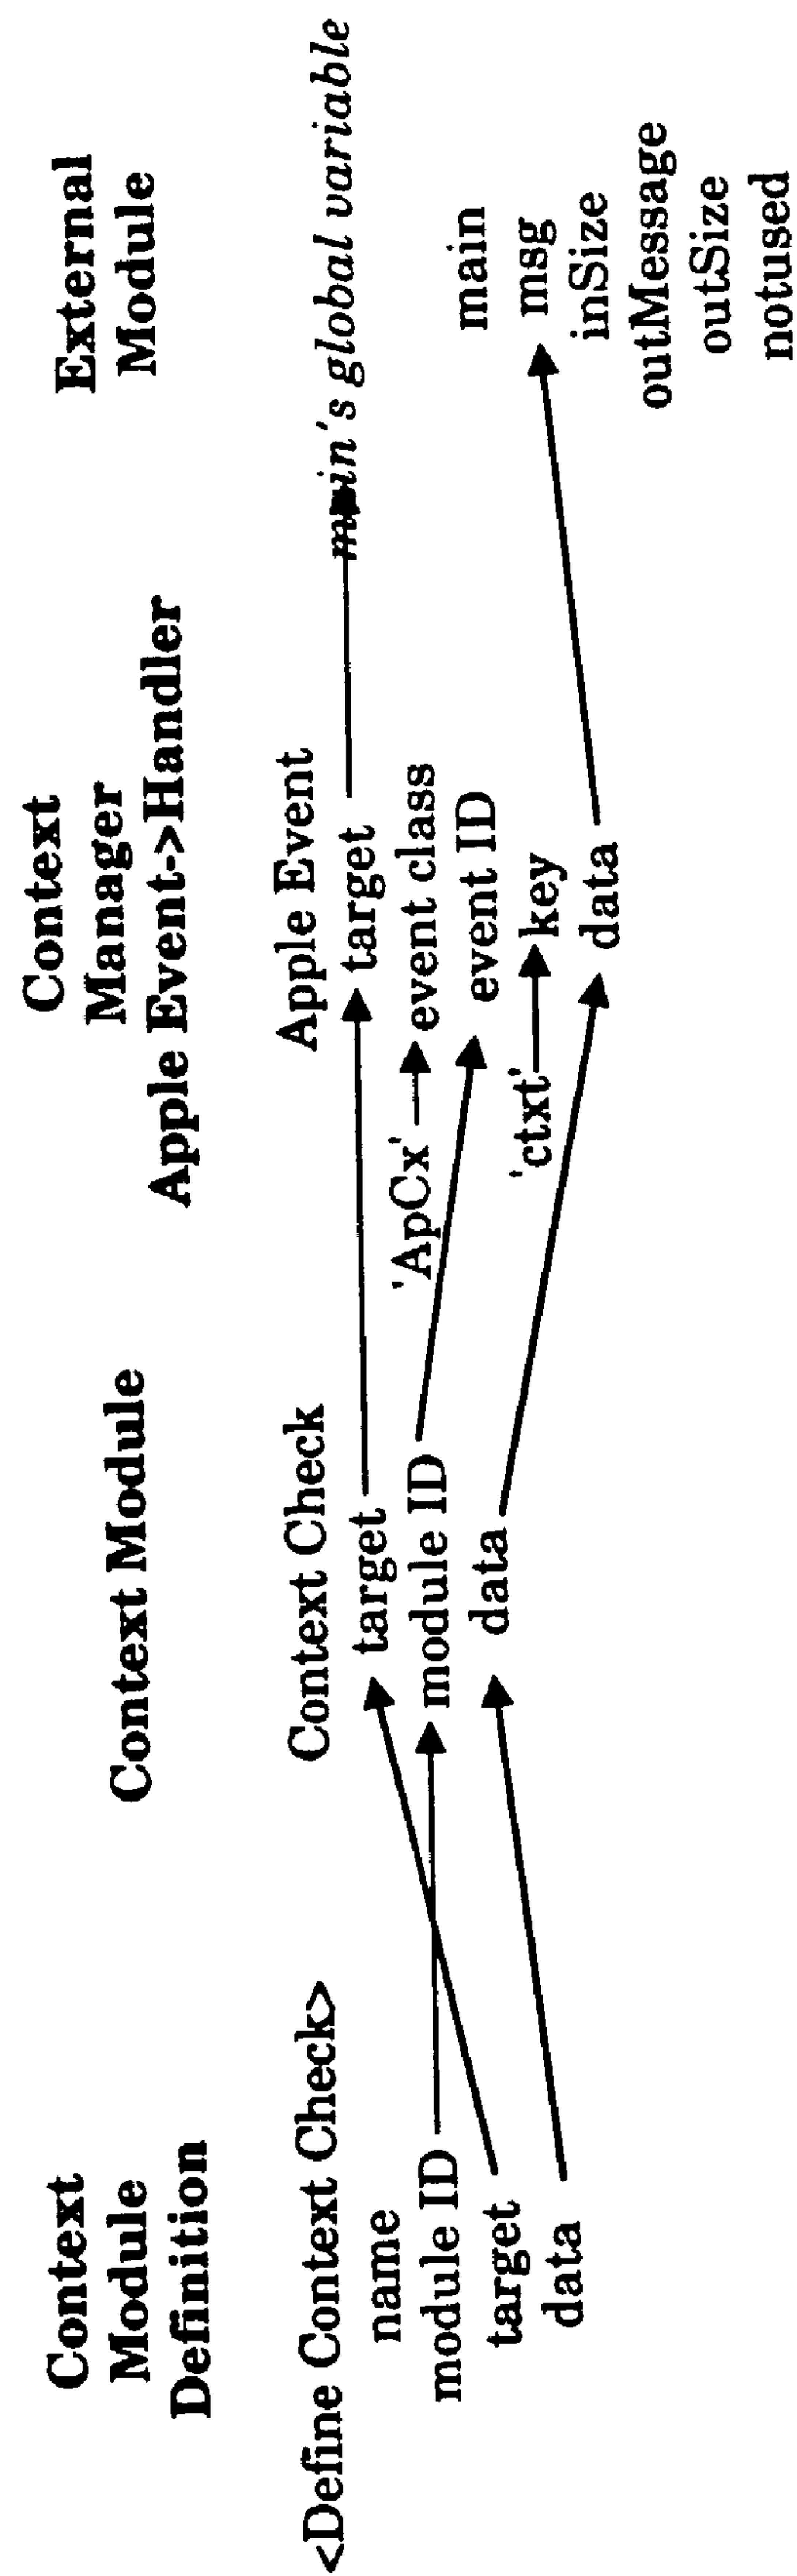 Context
Module
Definition
<Define Context Check>
name
module ID
target
data
Context Module
Context Check
target
module ID
data
Context
Manager
Apple Event->Handler
Apple Event
target
'ApCx'
event class
event ID
'ctxt'
key
data
External
Module
main's global variable
main
msg
inSize
outMessage
outSize
notused